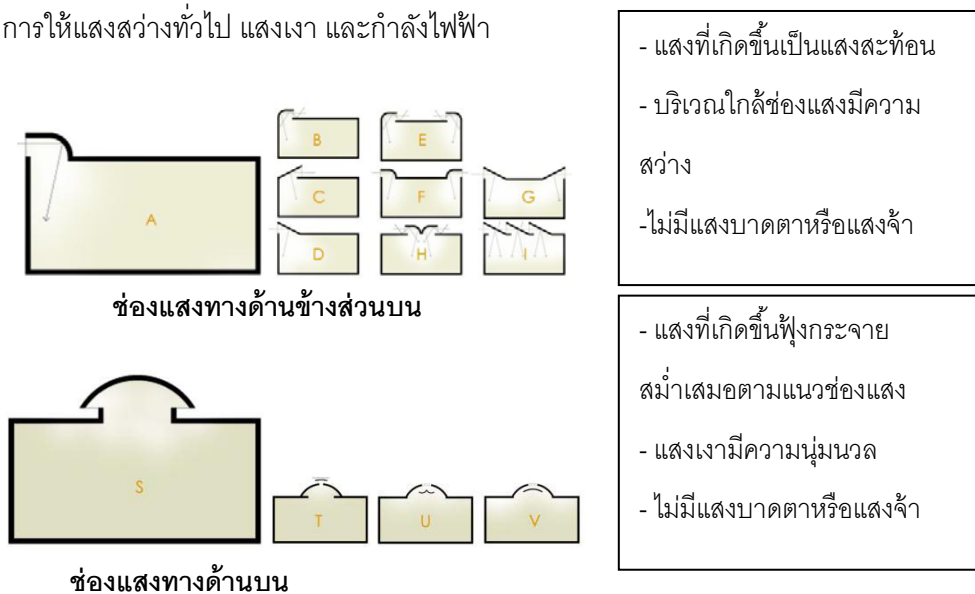 การให้แสงสว่างทั่วไป แสงเงา และกำลังไฟฟ้า
A
B
E
C
F
G
D
H
I
ช่องแสงทางด้านข้างส่วนบน
- แสงที่เกิดขึ้นเป็นแสงสะท้อน
- บริเวณใกล้ช่องแสงมีความ
สว่าง
-ไม่มีแสงบาดตาหรือแสงจ้า
S
T
U
V
ช่องแสงทางด้านบน
- แสงที่เกิดขึ้นฟุ้งกระจาย
สม่ำเสมอตามแนวช่องแสง
- แสงเงามีความนุ่มนวล
- ไม่มีแสงบาดตาหรือแสงจ้า